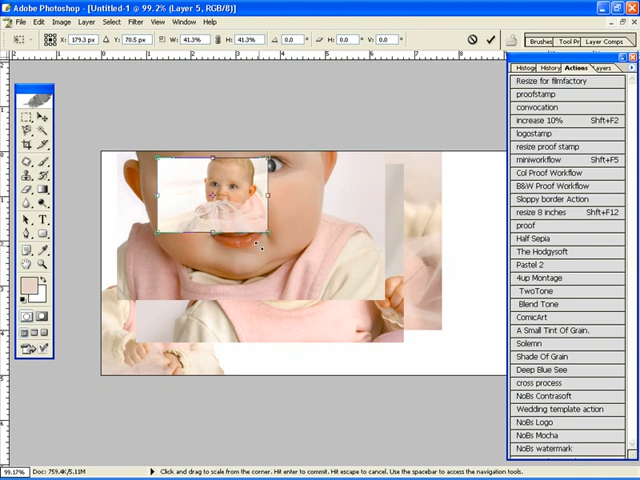 Adobe Photoshop - [Untitled-1 @ 99.2% (Layer 5, RGB/8)]
File Edit Image Layer Select Filter View Window Help
X: 179.3 px Y: 70.5 px W: 41.3% H: 41.3% 0.0 ° H: 0.0 ° V: 0.0 °
Brushes Tool Pr Layer Comps
Histog History Actions ayers
Resize for filmfactory
proofstamp
convocation
increase 10% Shft+F2
logostamp
resize proof stamp
miniworkflow Shft+F5
Col Proof Workflow
B&W Proof Workflow
Sloppy border Action
resize 8 inches Shft+F12
proof
Half Sepia
The Hodgysoft
Pastel 2
4up Montage
TwoTone
Blend Tone
ComicArt
A Small Tint Of Grain.
Solemn
Shade Of Grain
Deep Blue See
cross process
NoBs Contrasoft
Wedding template action
NoBs Logo
NoBs Mocha
NoBs watermark
99.17% Doc: 759.4K/5.11M Click and drag to scale from the corner. Hit enter to commit. Hit escape to cancel. Use the spacebar to access the navigation tools.